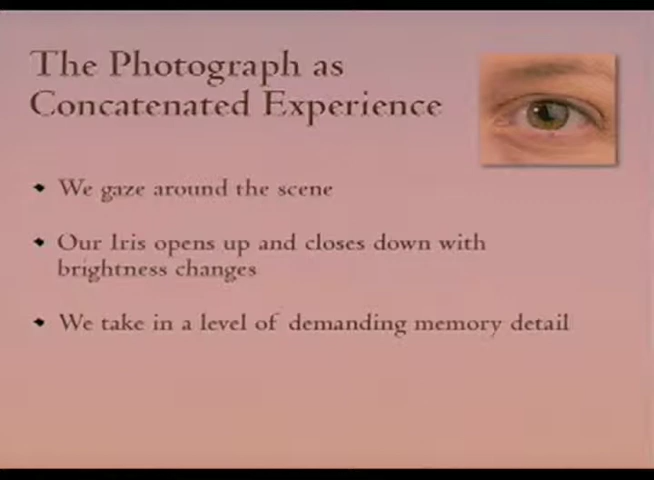 The Photograph as
Concatenated Experience
We gaze around the scene
Our Iris opens up and closes down with
brightness changes
We take in a level of demanding memory detail